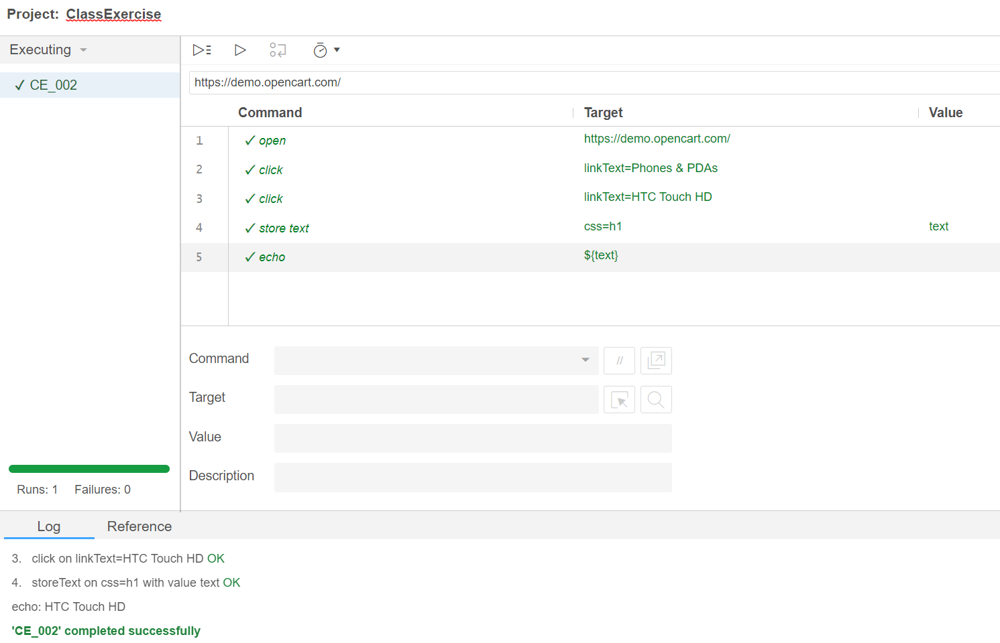 Project: ClassExercise
Executing
✓ CE_002
https://demo.opencart.com/
Command Target Value
1 ✓ open https://demo.opencart.com/
2 ✓ click linkText=Phones & PDAs
3 ✓ click linkText=HTC Touch HD
4 ✓ store text css=h1 text
5 ✓ echo ${text}
Command //
Target
Value
Description
Runs: 1 Failures: 0
Log Reference
3. click on linkText=HTC Touch HD OK
4. storeText on css=h1 with value text OK
echo: HTC Touch HD
'CE_002' completed successfully